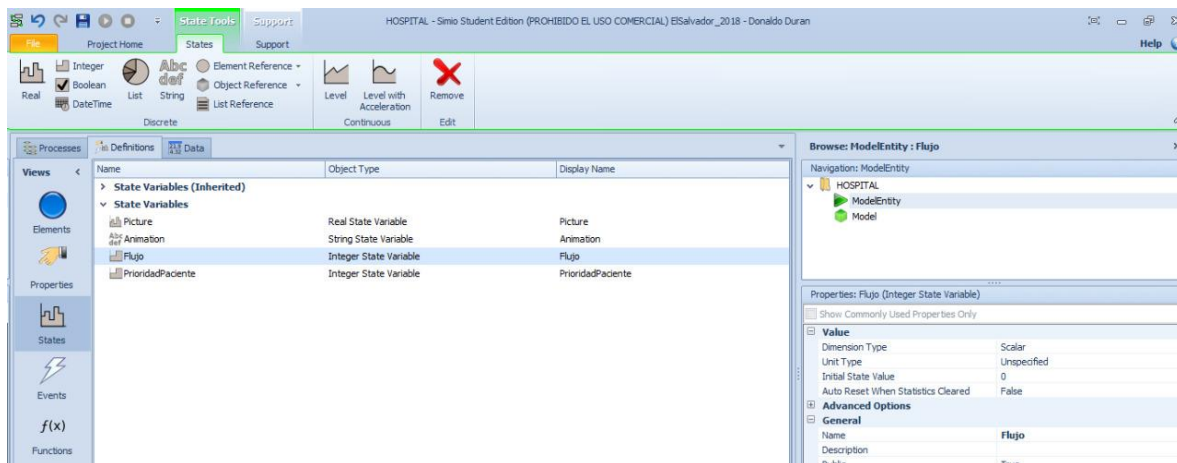 State Tools
Support
HOSPITAL - Simio Student Edition (PROHIBIDO EL USO COMERCIAL) ElSalvador_2018 - Donaldo Duran
File
Project Home
States
Support
Help
Real
Integer
Boolean
DateTime
List
Abc def
String
Element Reference
Object Reference
List Reference
Level
Level with Acceleration
Remove
Discrete
Continuous
Edit
Processes
Definitions
Data
Views
Elements
Properties
States
Events
f(x)
Functions
Name Object Type Display Name
State Variables (Inherited)
State Variables
Picture Real State Variable Picture
Abc def Animation String State Variable Animation
Flujo Integer State Variable Flujo
PrioridadPaciente Integer State Variable PrioridadPaciente
Browse: ModelEntity : Flujo
Navigation: ModelEntity
HOSPITAL
ModelEntity
Model
Properties: Flujo (Integer State Variable)
Show Commonly Used Properties Only
Value
Dimension Type Scalar
Unit Type Unspecified
Initial State Value 0
Auto Reset When Statistics Cleared False
Advanced Options
General
Name Flujo
Description